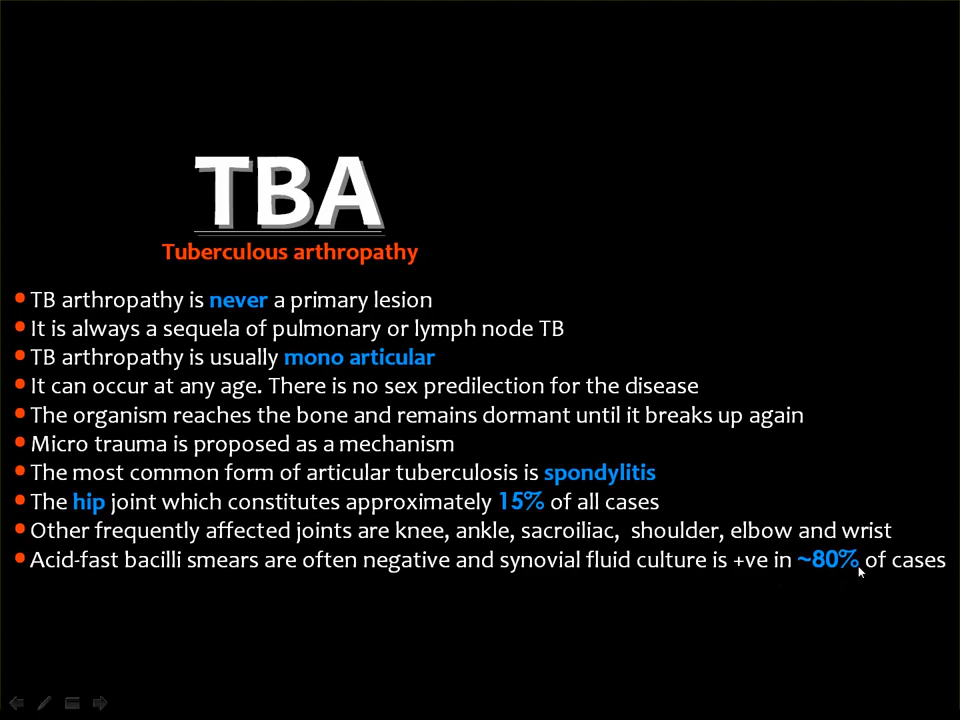 TBA
Tuberculous arthropathy
• TB arthropathy is never a primary lesion
• It is always a sequela of pulmonary or lymph node TB
• TB arthropathy is usually mono articular
• It can occur at any age. There is no sex predilection for the disease
• The organism reaches the bone and remains dormant until it breaks up again
• Micro trauma is proposed as a mechanism
• The most common form of articular tuberculosis is spondylitis
• The hip joint which constitutes approximately 15% of all cases
• Other frequently affected joints are knee, ankle, sacroiliac, shoulder, elbow and wrist
• Acid-fast bacilli smears are often negative and synovial fluid culture is +ve in ~80% of cases